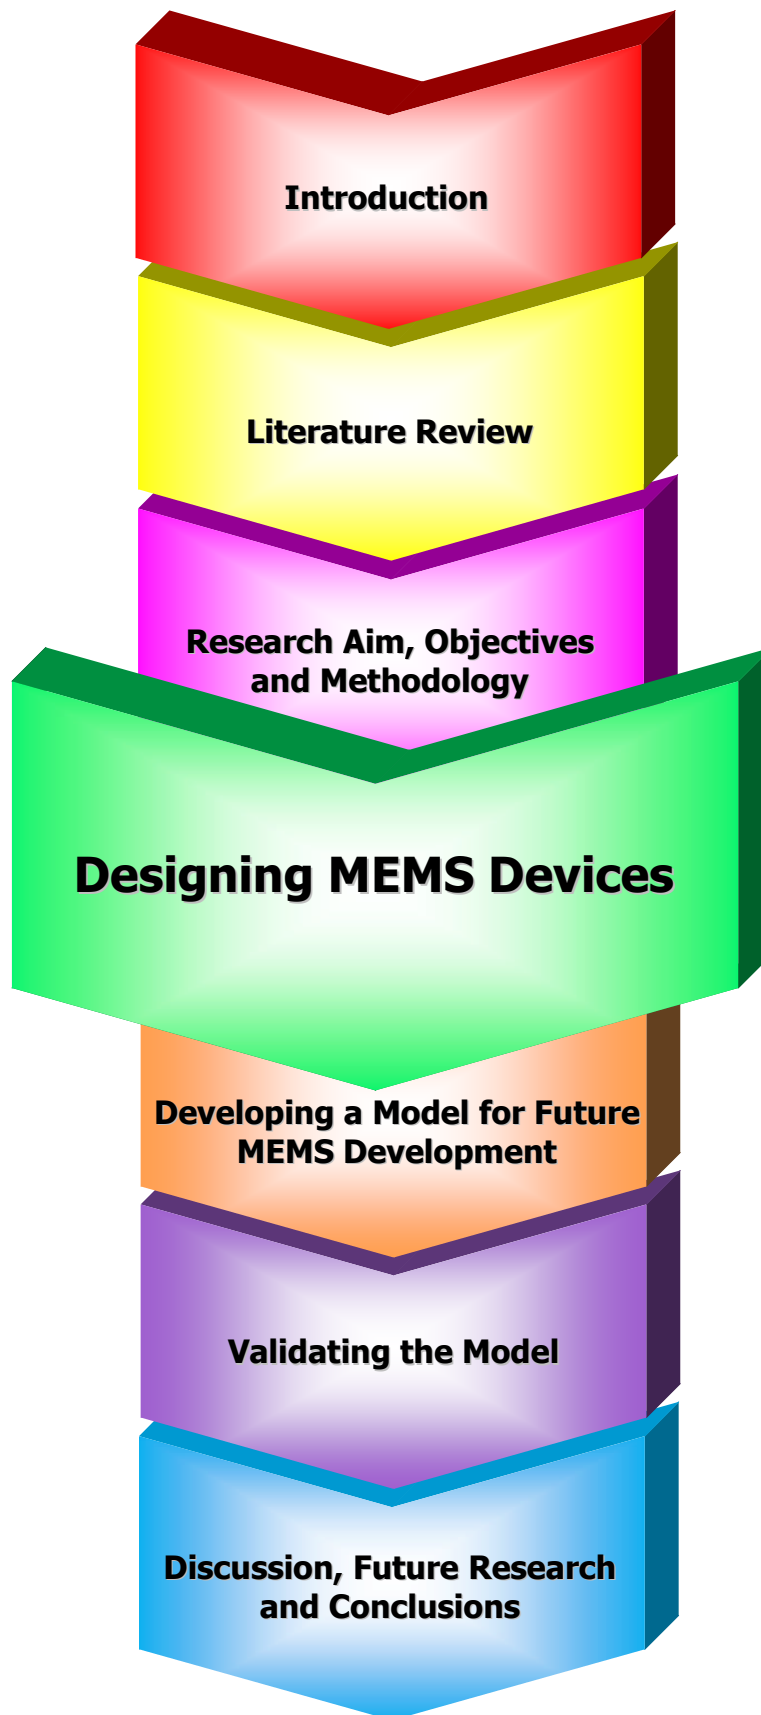 Introduction
Literature Review
Research Aim, Objectives
and Methodology
Designing MEMS Devices
Developing a Model for Future
MEMS Development
Validating the Model
Discussion, Future Research
and Conclusions